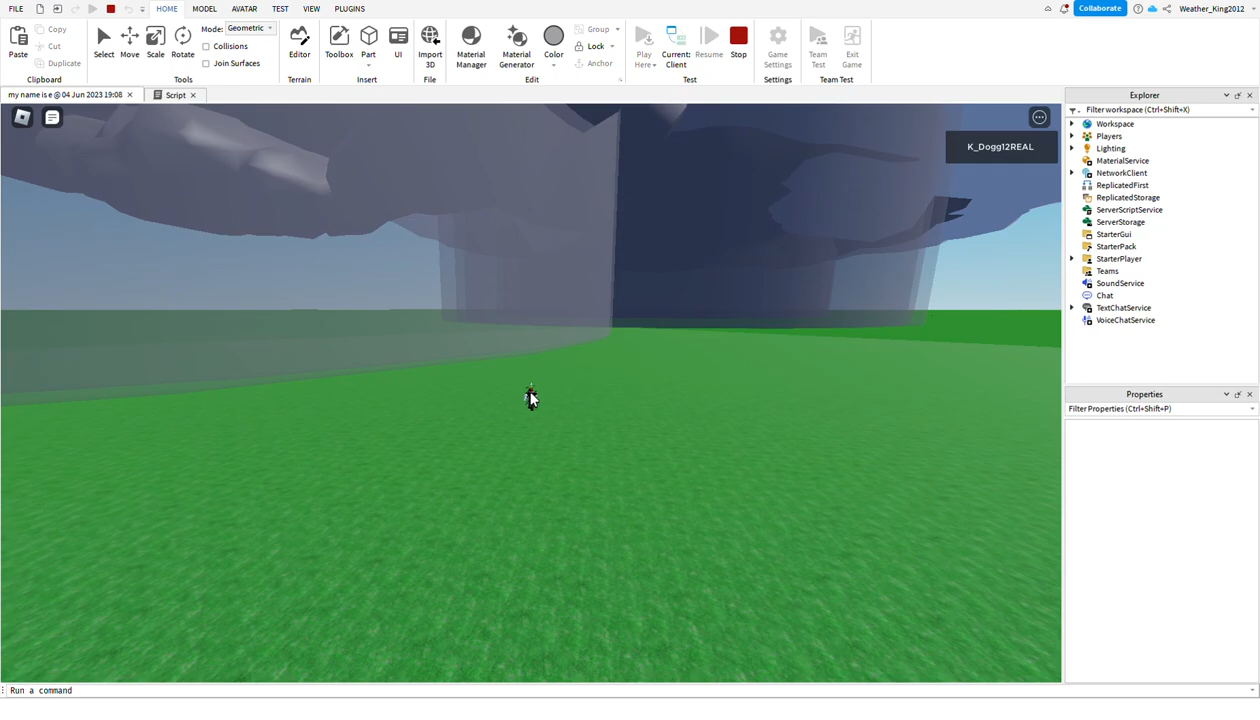 FILE HOME MODEL AVATAR TEST VIEW PLUGINS Collaborate Weather_King2012
Paste Copy Cut Duplicate Clipboard
Select Move Scale Rotate Mode: Geometric Collisions Join Surfaces Tools
Editor Terrain
Toolbox Part UI Insert
Import 3D File
Material Manager Material Generator Color Group Lock Anchor Edit
Play Here Current: Client Resume Stop Test
Game Settings Settings
Team Test Exit Game Team Test
my name is e @ 04 Jun 2023 19:08 Script
K_Dogg12REAL
Explorer
Filter workspace (Ctrl+Shift+X)
Workspace
Players
Lighting
MaterialService
NetworkClient
ReplicatedFirst
ReplicatedStorage
ServerScriptService
ServerStorage
StarterGui
StarterPack
StarterPlayer
Teams
SoundService
Chat
TextChatService
VoiceChatService
Properties
Filter Properties (Ctrl+Shift+P)
Run a command